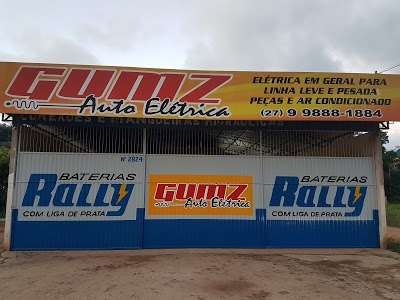 GUMZ
Auto Elétrica
ELÉTRICA EM GERAL PARA
LINHA LEVE E PESADA
PEÇAS E AR CONDICIONADO
(27) 9 9888-1884
Nº 2824
BATERIAS
Rally
COM LIGA DE PRATA
GUMZ
Auto Elétrica
BATERIAS
Rally
COM LIGA DE PRATA